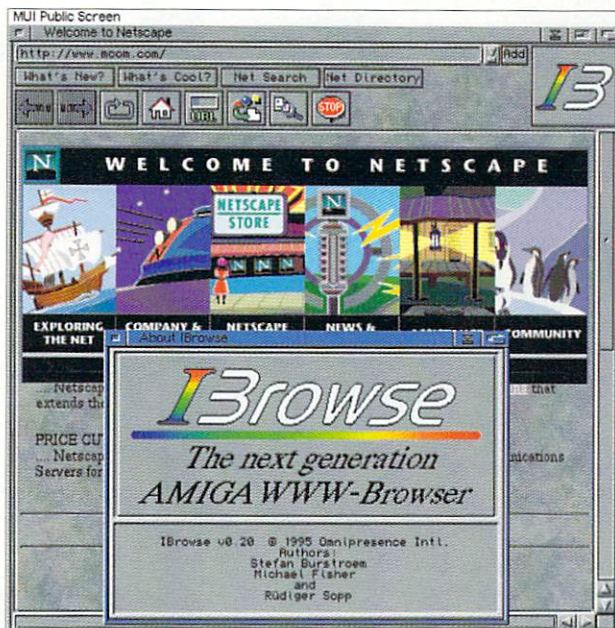 MUI Public Screen
Welcome to Netscape
http://www.mcom.com/
Add
What's New? What's Cool? Net Search Net Directory
IB
URL
STOP
N WELCOME TO NETSCAPE
NETSCAPE
STORE
N
N N N
EXPLORING
THE NET
COMPANY &
NETSCAPE
NEWS &
COMMUNITY
About IBrowse
.... Netscap
that
extends the
PRICE CU
.... Netscap
nications
Servers for
IBrowse
The next generation
AMIGA WWW-Browser
IBrowse v0.20 © 1995 Omnipresence Intl.
Authors:
Stefan Burstroem
Michael Fisher
and
Rüdiger Sopp